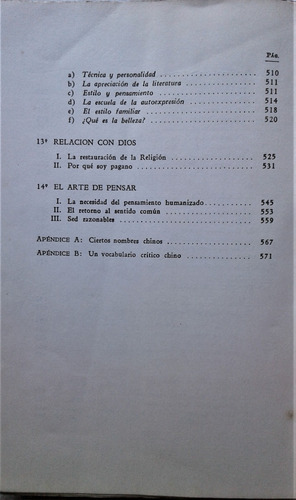 Pág.
a) Técnica y personalidad ........................ 510
b) La apreciación de la literatura ................ 511
c) Estilo y pensamiento ........................ 511
d) La escuela de la autoexpresión ................ 514
e) El estilo familiar ........................ 518
f) ¿Qué es la belleza? ........................ 520
13º RELACION CON DIOS
I. La restauración de la Religión ................ 525
II. Por qué soy pagano ........................ 531
14º EL ARTE DE PENSAR
I. La necesidad del pensamiento humanizado ........ 545
II. El retorno al sentido común ................ 553
III. Sed razonables ........................ 559
APÉNDICE A: Ciertos nombres chinos ................ 567
APÉNDICE B: Un vocabulario crítico chino ................ 571